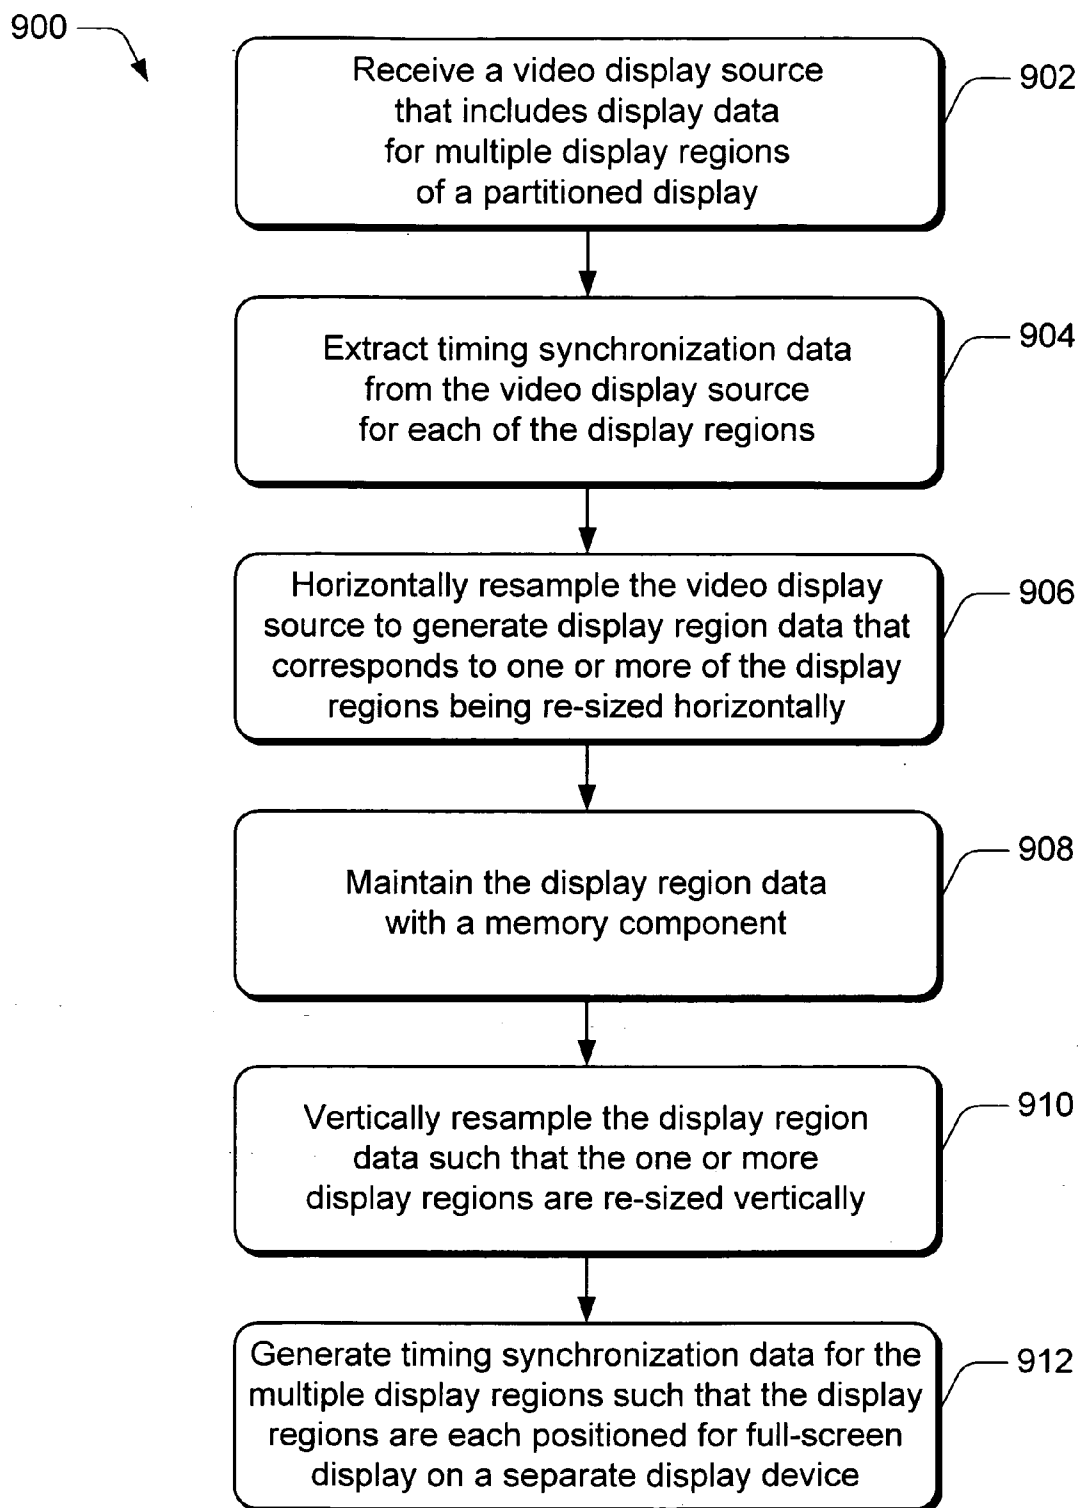 900
Receive a video display source
that includes display data
for multiple display regions
of a partitioned display
902
Extract timing synchronization data
from the video display source
for each of the display regions
904
Horizontally resample the video display
source to generate display region data that
corresponds to one or more of the display
regions being re-sized horizontally
906
Maintain the display region data
with a memory component
908
Vertically resample the display region
data such that the one or more
display regions are re-sized vertically
910
Generate timing synchronization data for the
multiple display regions such that the display
regions are each positioned for full-screen
display on a separate display device
912